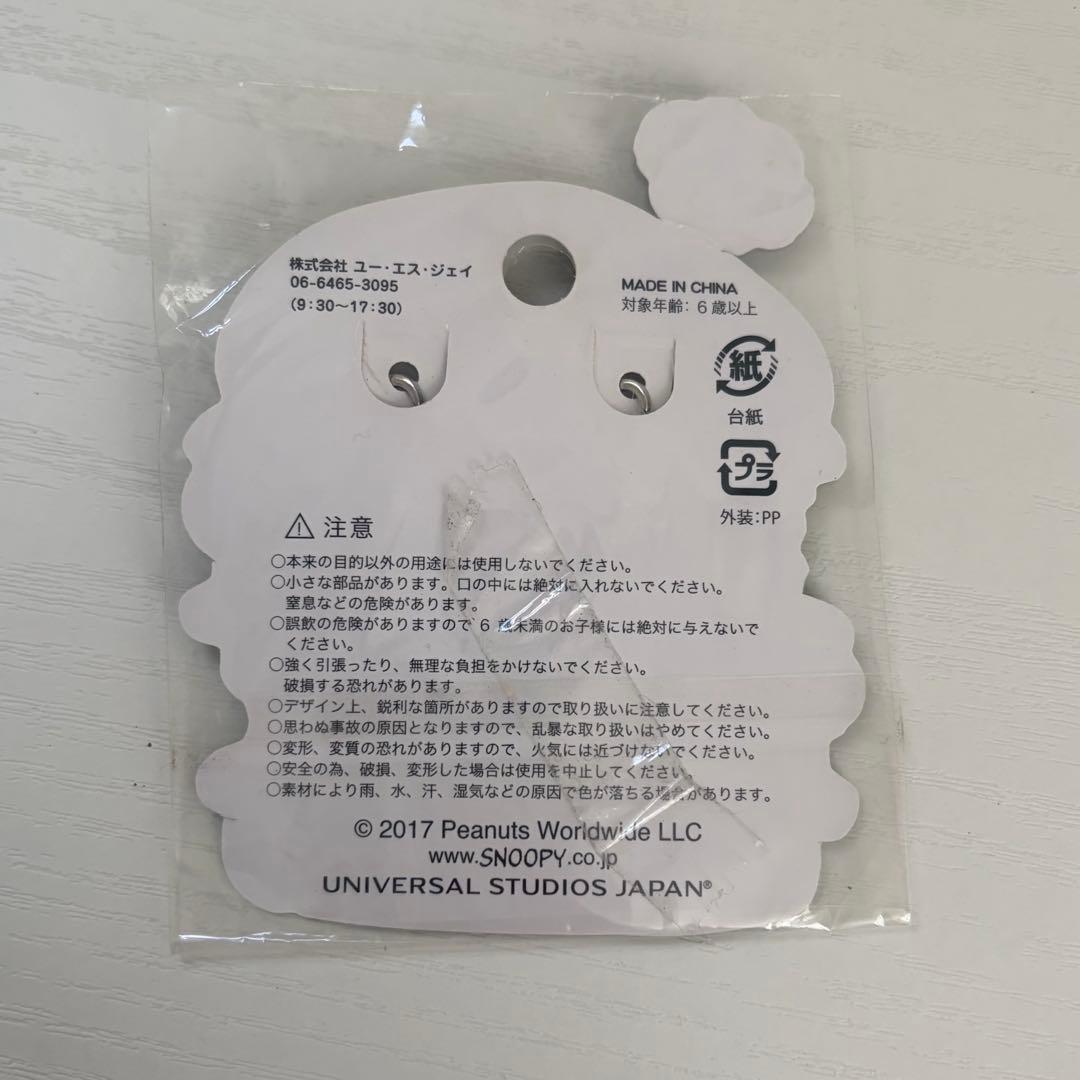 株式会社 ユー・エス・ジェイ
06-6465-3095
(9:30〜17:30)
MADE IN CHINA
対象年齢: 6歳以上
紙
台紙
プラ
外装:PP
⚠ 注意
○本来の目的以外の用途には使用しないでください。
○小さな部品があります。口の中には絶対に入れないでください。
窒息などの危険があります。
○誤飲の危険がありますので6歳未満のお子様には絶対に与えないで
ください。
○強く引張ったり、無理な負担をかけないでください。
破損する恐れがあります。
○デザイン上、鋭利な箇所がありますので取り扱いに注意してください。
○思わぬ事故の原因となりますので、乱暴な取り扱いはやめてください。
○変形、変質の恐れがありますので、火気には近づけないでください。
○安全の為、破損、変形した場合は使用を中止してください。
○素材により雨、水、汗、湿気などの原因で色が落ちる場合があります。
© 2017 Peanuts Worldwide LLC
www.SNOOPY.co.jp
UNIVERSAL STUDIOS JAPAN®